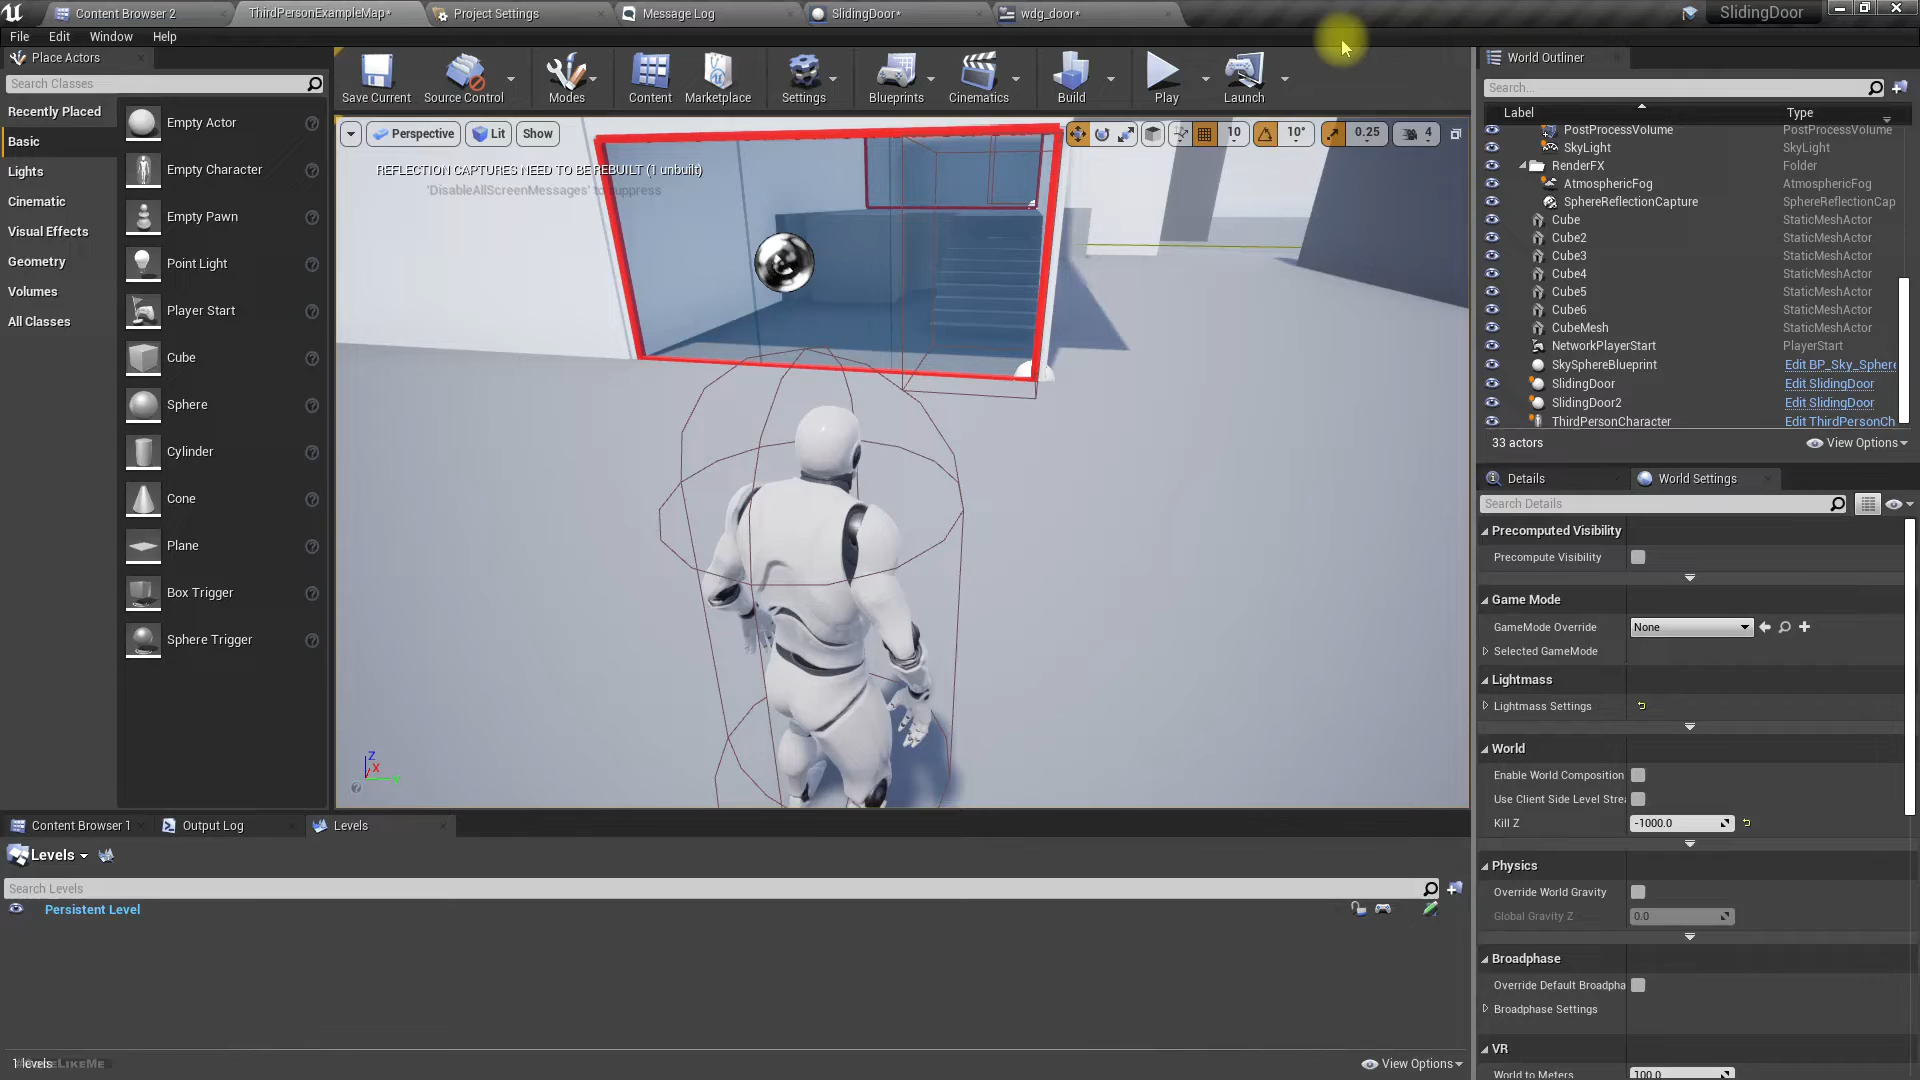 Content Browser 2
ThirdPersonExampleMap*
Project Settings
Message Log
SlidingDoor*
wdg_door*
SlidingDoor
File
Edit
Window
Help
Place Actors
Search Classes
Recently Placed
Basic
Lights
Cinematic
Visual Effects
Geometry
Volumes
All Classes
Empty Actor
Empty Character
Empty Pawn
Point Light
Player Start
Cube
Sphere
Cylinder
Cone
Plane
Box Trigger
Sphere Trigger
Save Current
Source Control
Modes
Content
Marketplace
Settings
Blueprints
Cinematics
Build
Play
Launch
Perspective
Lit
Show
10
10°
0.25
4
REFLECTION CAPTURES NEED TO BE REBUILT (1 unbuilt)
'DisableAllScreenMessages' to suppress
Z
X
Y
World Outliner
Search...
Label
Type
PostProcessVolume
PostProcessVolume
SkyLight
SkyLight
RenderFX
Folder
AtmosphericFog
AtmosphericFog
SphereReflectionCapture
SphereReflectionCap
Cube
StaticMeshActor
Cube2
StaticMeshActor
Cube3
StaticMeshActor
Cube4
StaticMeshActor
Cube5
StaticMeshActor
Cube6
StaticMeshActor
CubeMesh
StaticMeshActor
NetworkPlayerStart
PlayerStart
SkySphereBlueprint
Edit BP_Sky_Sphere
SlidingDoor
Edit SlidingDoor
SlidingDoor2
Edit SlidingDoor
ThirdPersonCharacter
Edit ThirdPersonCh
33 actors
View Options
Details
World Settings
Search Details
Precomputed Visibility
Precompute Visibility
Game Mode
GameMode Override
None
Selected GameMode
Lightmass
Lightmass Settings
World
Enable World Composition
Use Client Side Level Strea
Kill Z
-1000.0
Physics
Override World Gravity
Global Gravity Z
0.0
Broadphase
Override Default Broadpha
Broadphase Settings
VR
World to Meters
100.0
Content Browser 1
Output Log
Levels
Levels
Search Levels
Persistent Level
1 levels
View Options